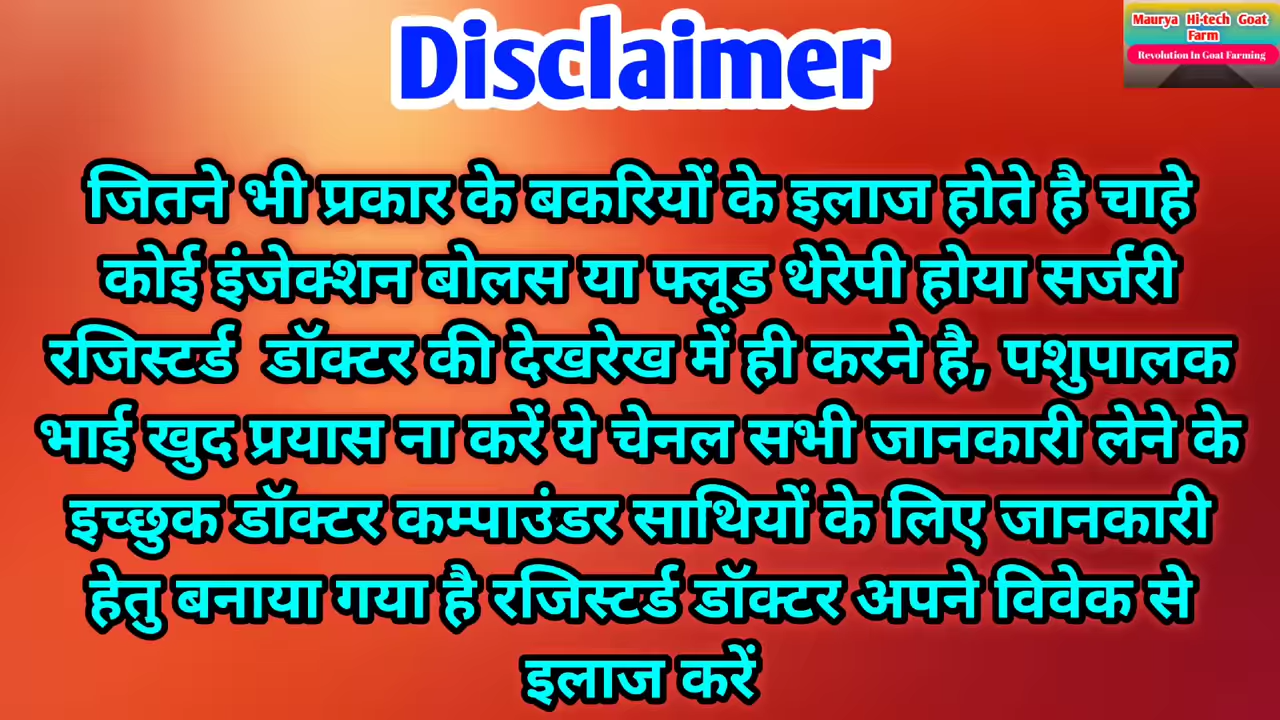 Disclaimer
Maurya Hi-tech Goat
Farm
Revolution In Goat Farming
जितने भी प्रकार के बकरियों के इलाज होते है चाहे
कोई इंजेक्शन बोलस या फ्लूड थेरेपी होया सर्जरी
रजिस्टर्ड डॉक्टर की देखरेख में ही करने है, पशुपालक
भाई खुद प्रयास ना करें ये चेनल सभी जानकारी लेने के
इच्छुक डॉक्टर कम्पाउंडर साथियों के लिए जानकारी
हेतु बनाया गया है रजिस्टर्ड डॉक्टर अपने विवेक से
इलाज करें